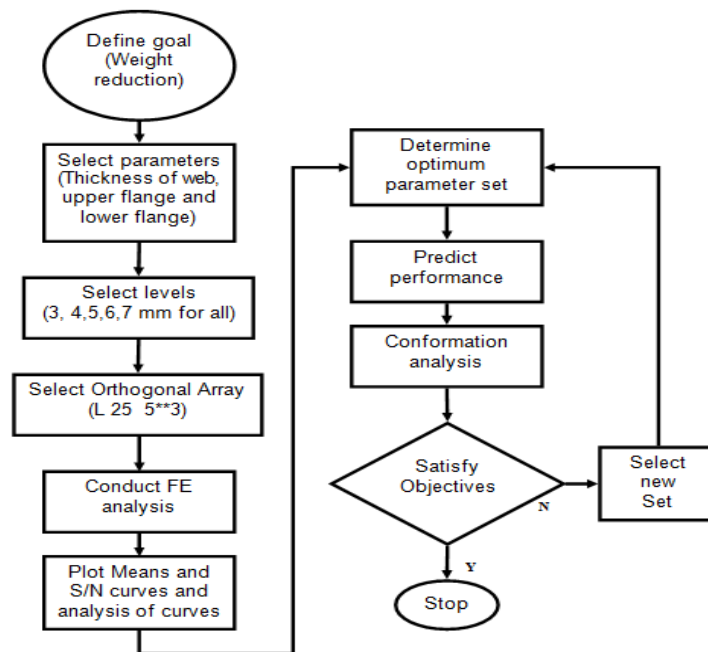 Define goal
(Weight
reduction)
Select parameters
(Thickness of web,
upper flange and
lower flange)
Select levels
(3, 4,5,6,7 mm for all)
Select Orthogonal Array
(L 25 5**3)
Conduct FE
analysis
Plot Means and
S/N curves and
analysis of curves
Determine
optimum
parameter set
Predict
performance
Conformation
analysis
Satisfy
Objectives
N
Select
new
Set
Y
Stop